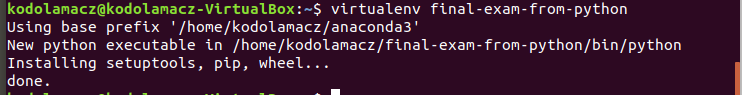 kodolamacz@kodolamacz-VirtualBox:~$ virtualenv final-exam-from-python
Using base prefix '/home/kodolamacz/anaconda3'
New python executable in /home/kodolamacz/final-exam-from-python/bin/python
Installing setuptools, pip, wheel...
done.